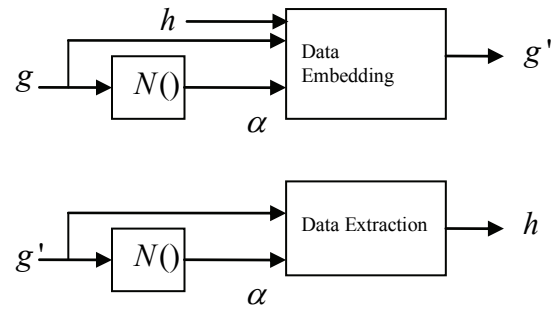 h
g
N()
α
Data
Embedding
g'
g'
N()
α
Data Extraction
h